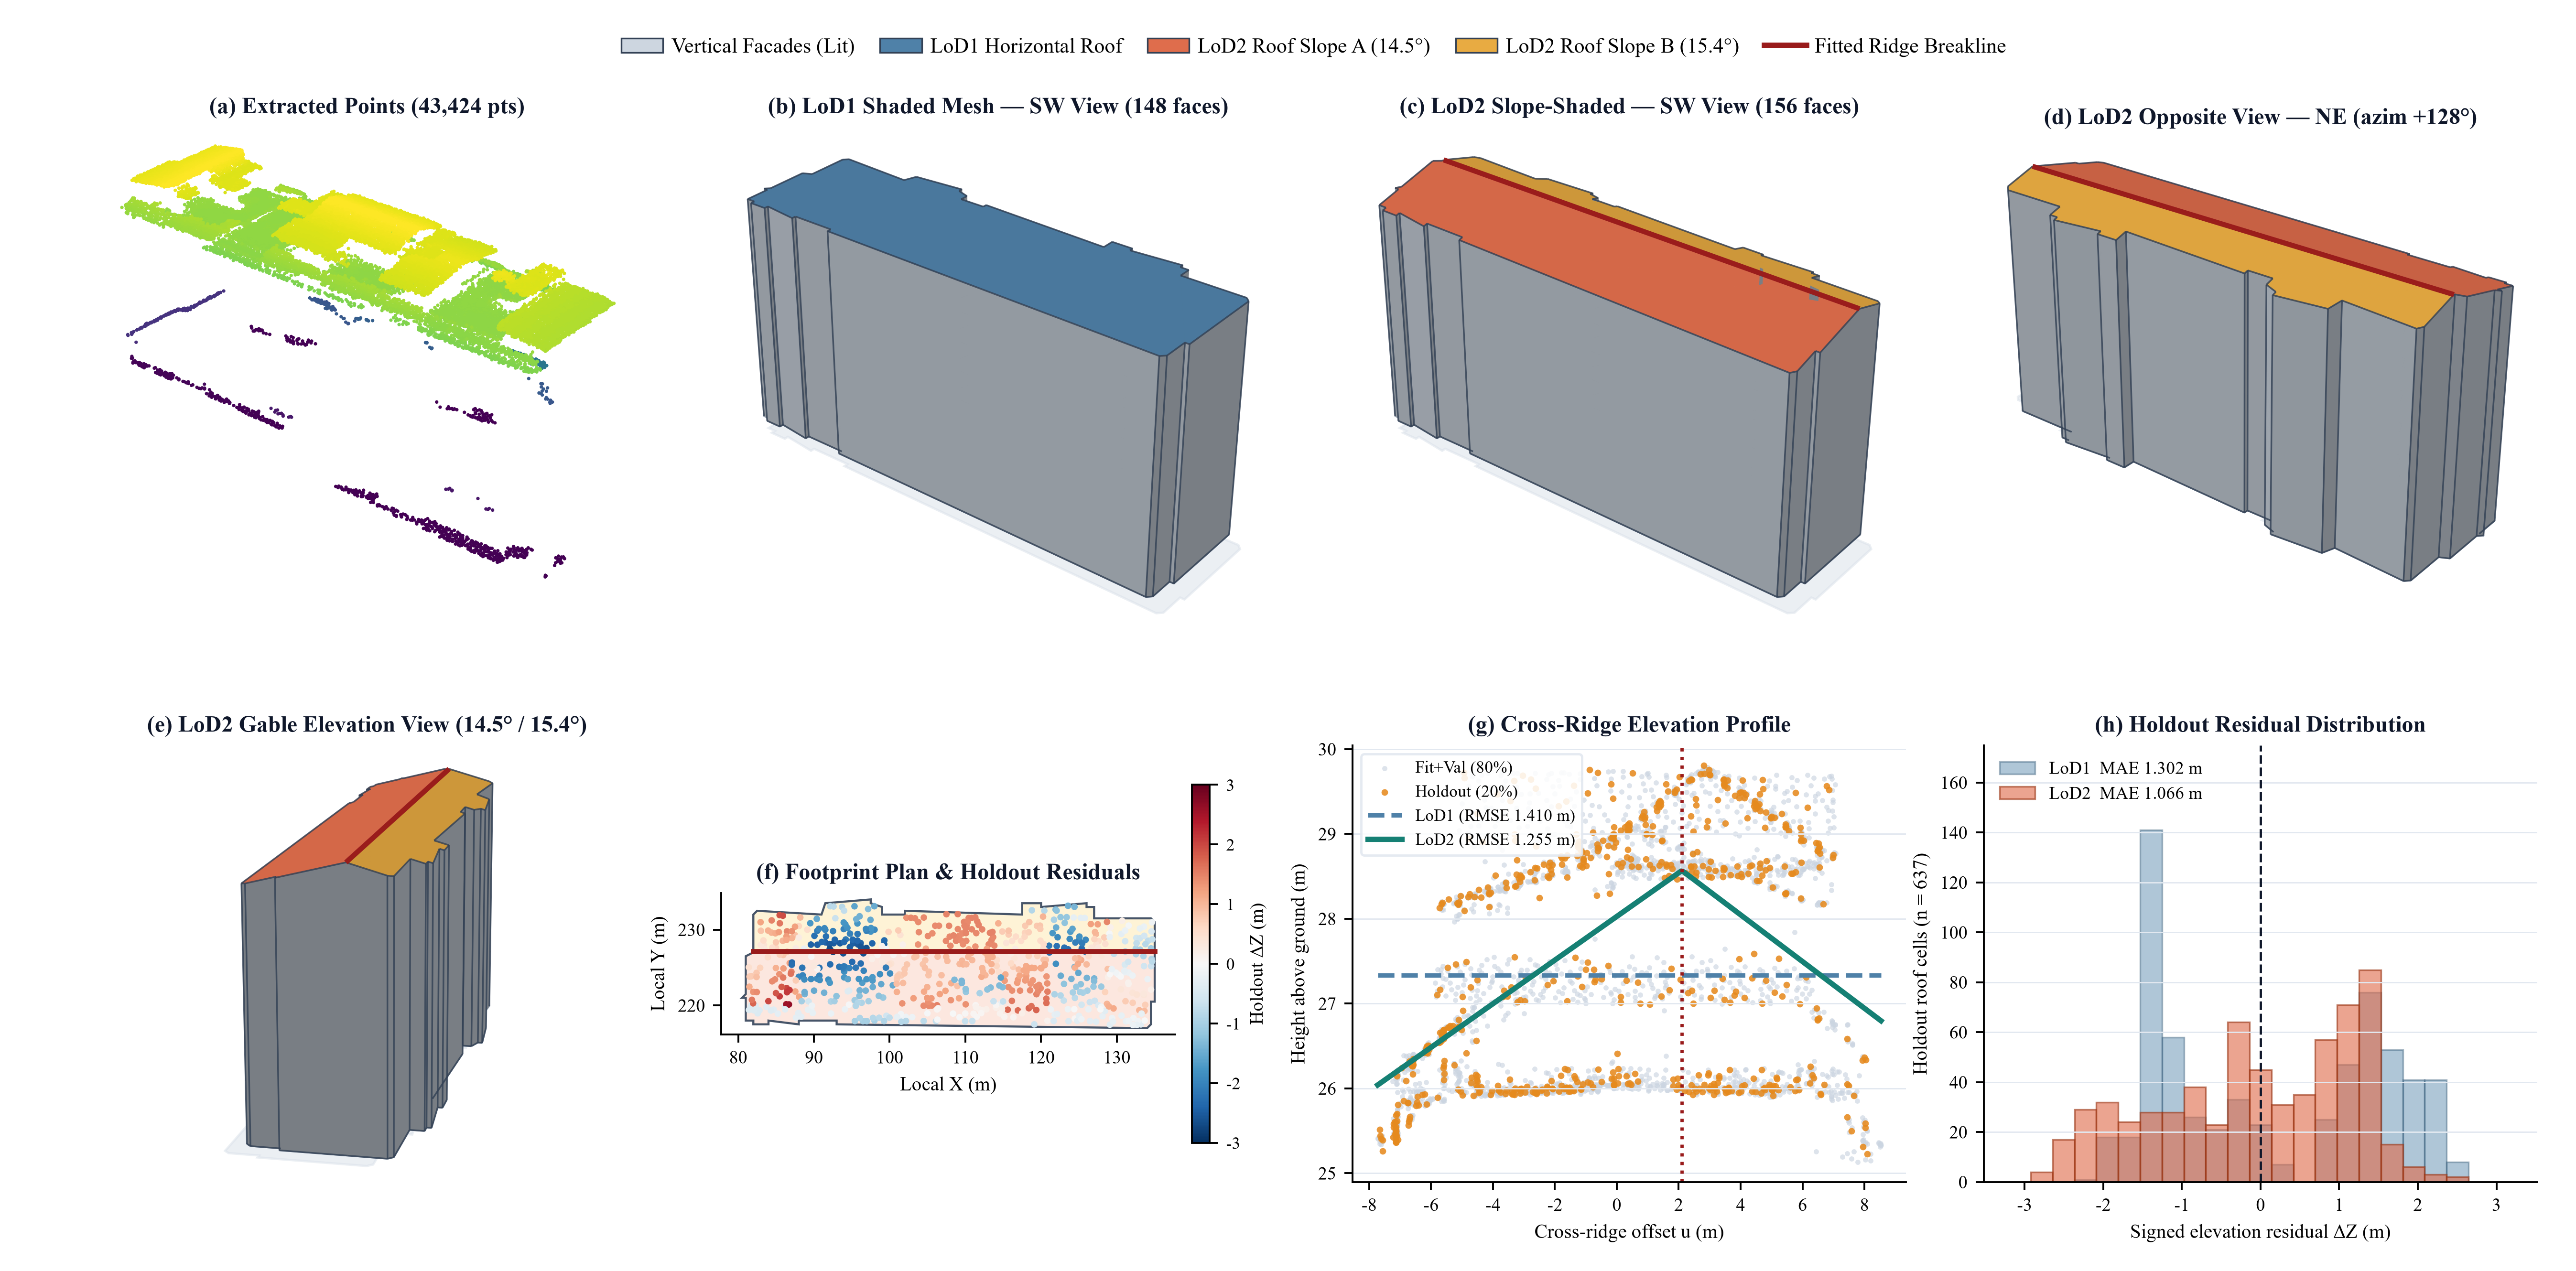 Vertical Facades (Lit)
LoD1 Horizontal Roof
LoD2 Roof Slope A (14.5°)
LoD2 Roof Slope B (15.4°)
Fitted Ridge Breakline
(a) Extracted Points (43,424 pts)
(b) LoD1 Shaded Mesh — SW View (148 faces)
(c) LoD2 Slope-Shaded — SW View (156 faces)
(d) LoD2 Opposite View — NE (azim +128°)
(e) LoD2 Gable Elevation View (14.5° / 15.4°)
(f) Footprint Plan & Holdout Residuals
Local Y (m)
230
220
80
90
100
110
120
130
Local X (m)
3
2
1
0
-1
-2
-3
Holdout ΔZ (m)
(g) Cross-Ridge Elevation Profile
Fit+Val (80%)
Holdout (20%)
LoD1 (RMSE 1.410 m)
LoD2 (RMSE 1.255 m)
Height above ground (m)
30
29
28
27
26
25
-8
-6
-4
-2
0
2
4
6
8
Cross-ridge offset u (m)
(h) Holdout Residual Distribution
LoD1 MAE 1.302 m
LoD2 MAE 1.066 m
Holdout roof cells (n = 637)
160
140
120
100
80
60
40
20
0
-3
-2
-1
0
1
2
3
Signed elevation residual ΔZ (m)